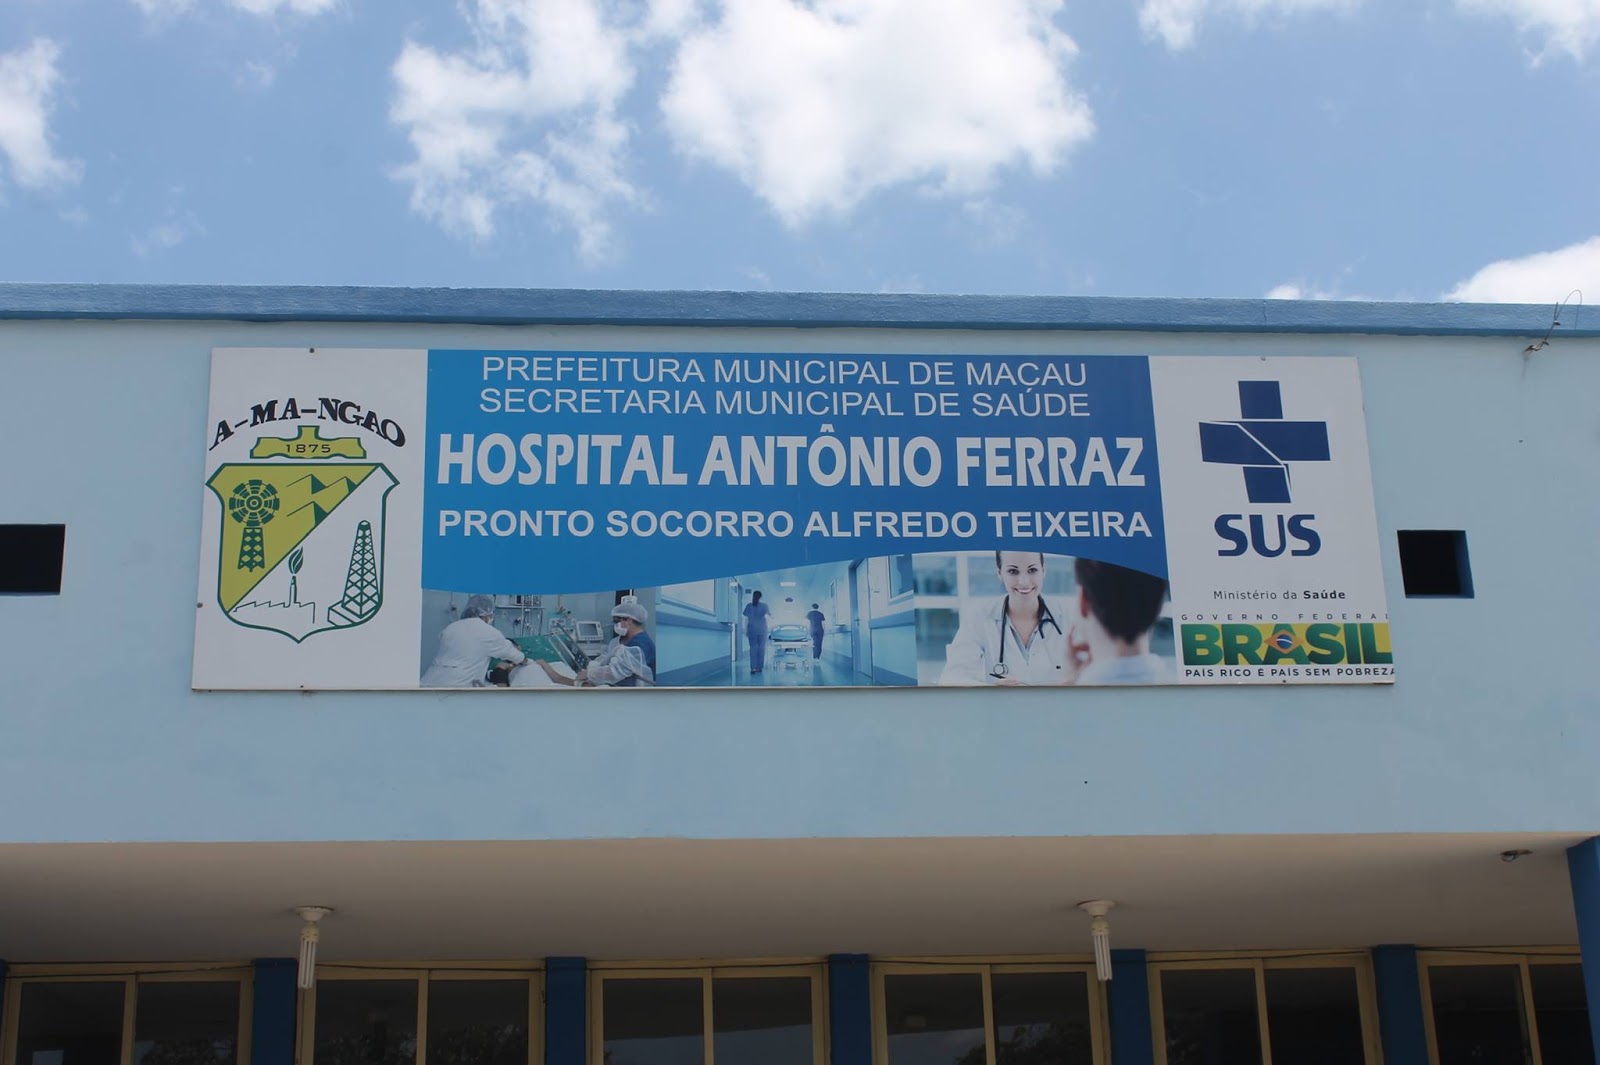 A-MA-NGAO
1875
PREFEITURA MUNICIPAL DE MACAU
SECRETARIA MUNICIPAL DE SAÚDE
HOSPITAL ANTÔNIO FERRAZ
PRONTO SOCORRO ALFREDO TEIXEIRA
SUS
Ministério da Saúde
GOVERNO FEDERAL
BRASIL
PAÍS RICO É PAÍS SEM POBREZA